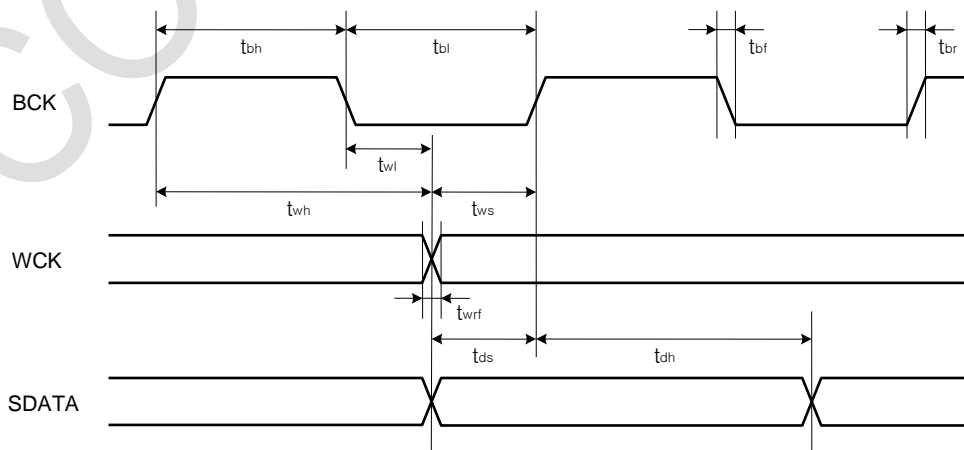 tbh tbl tbf tbr
BCK
twl
twh tws
WCK
twrf
tds tdh
SDATA